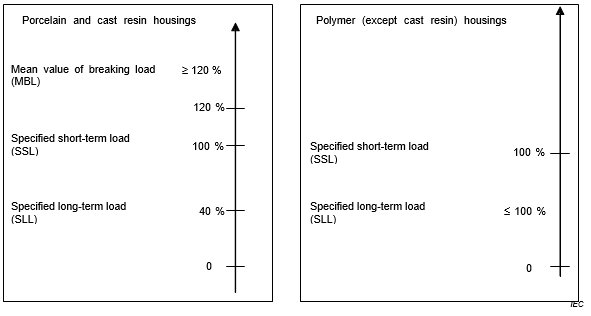 Porcelain and cast resin housings
Mean value of breaking load
(MBL)
≥ 120 %
120 %
Specified short-term load
(SSL)
100 %
Specified long-term load
(SLL)
40 %
0
Polymer (except cast resin) housings
Specified short-term load
(SSL)
100 %
Specified long-term load
(SLL)
≤ 100 %
0
IEC